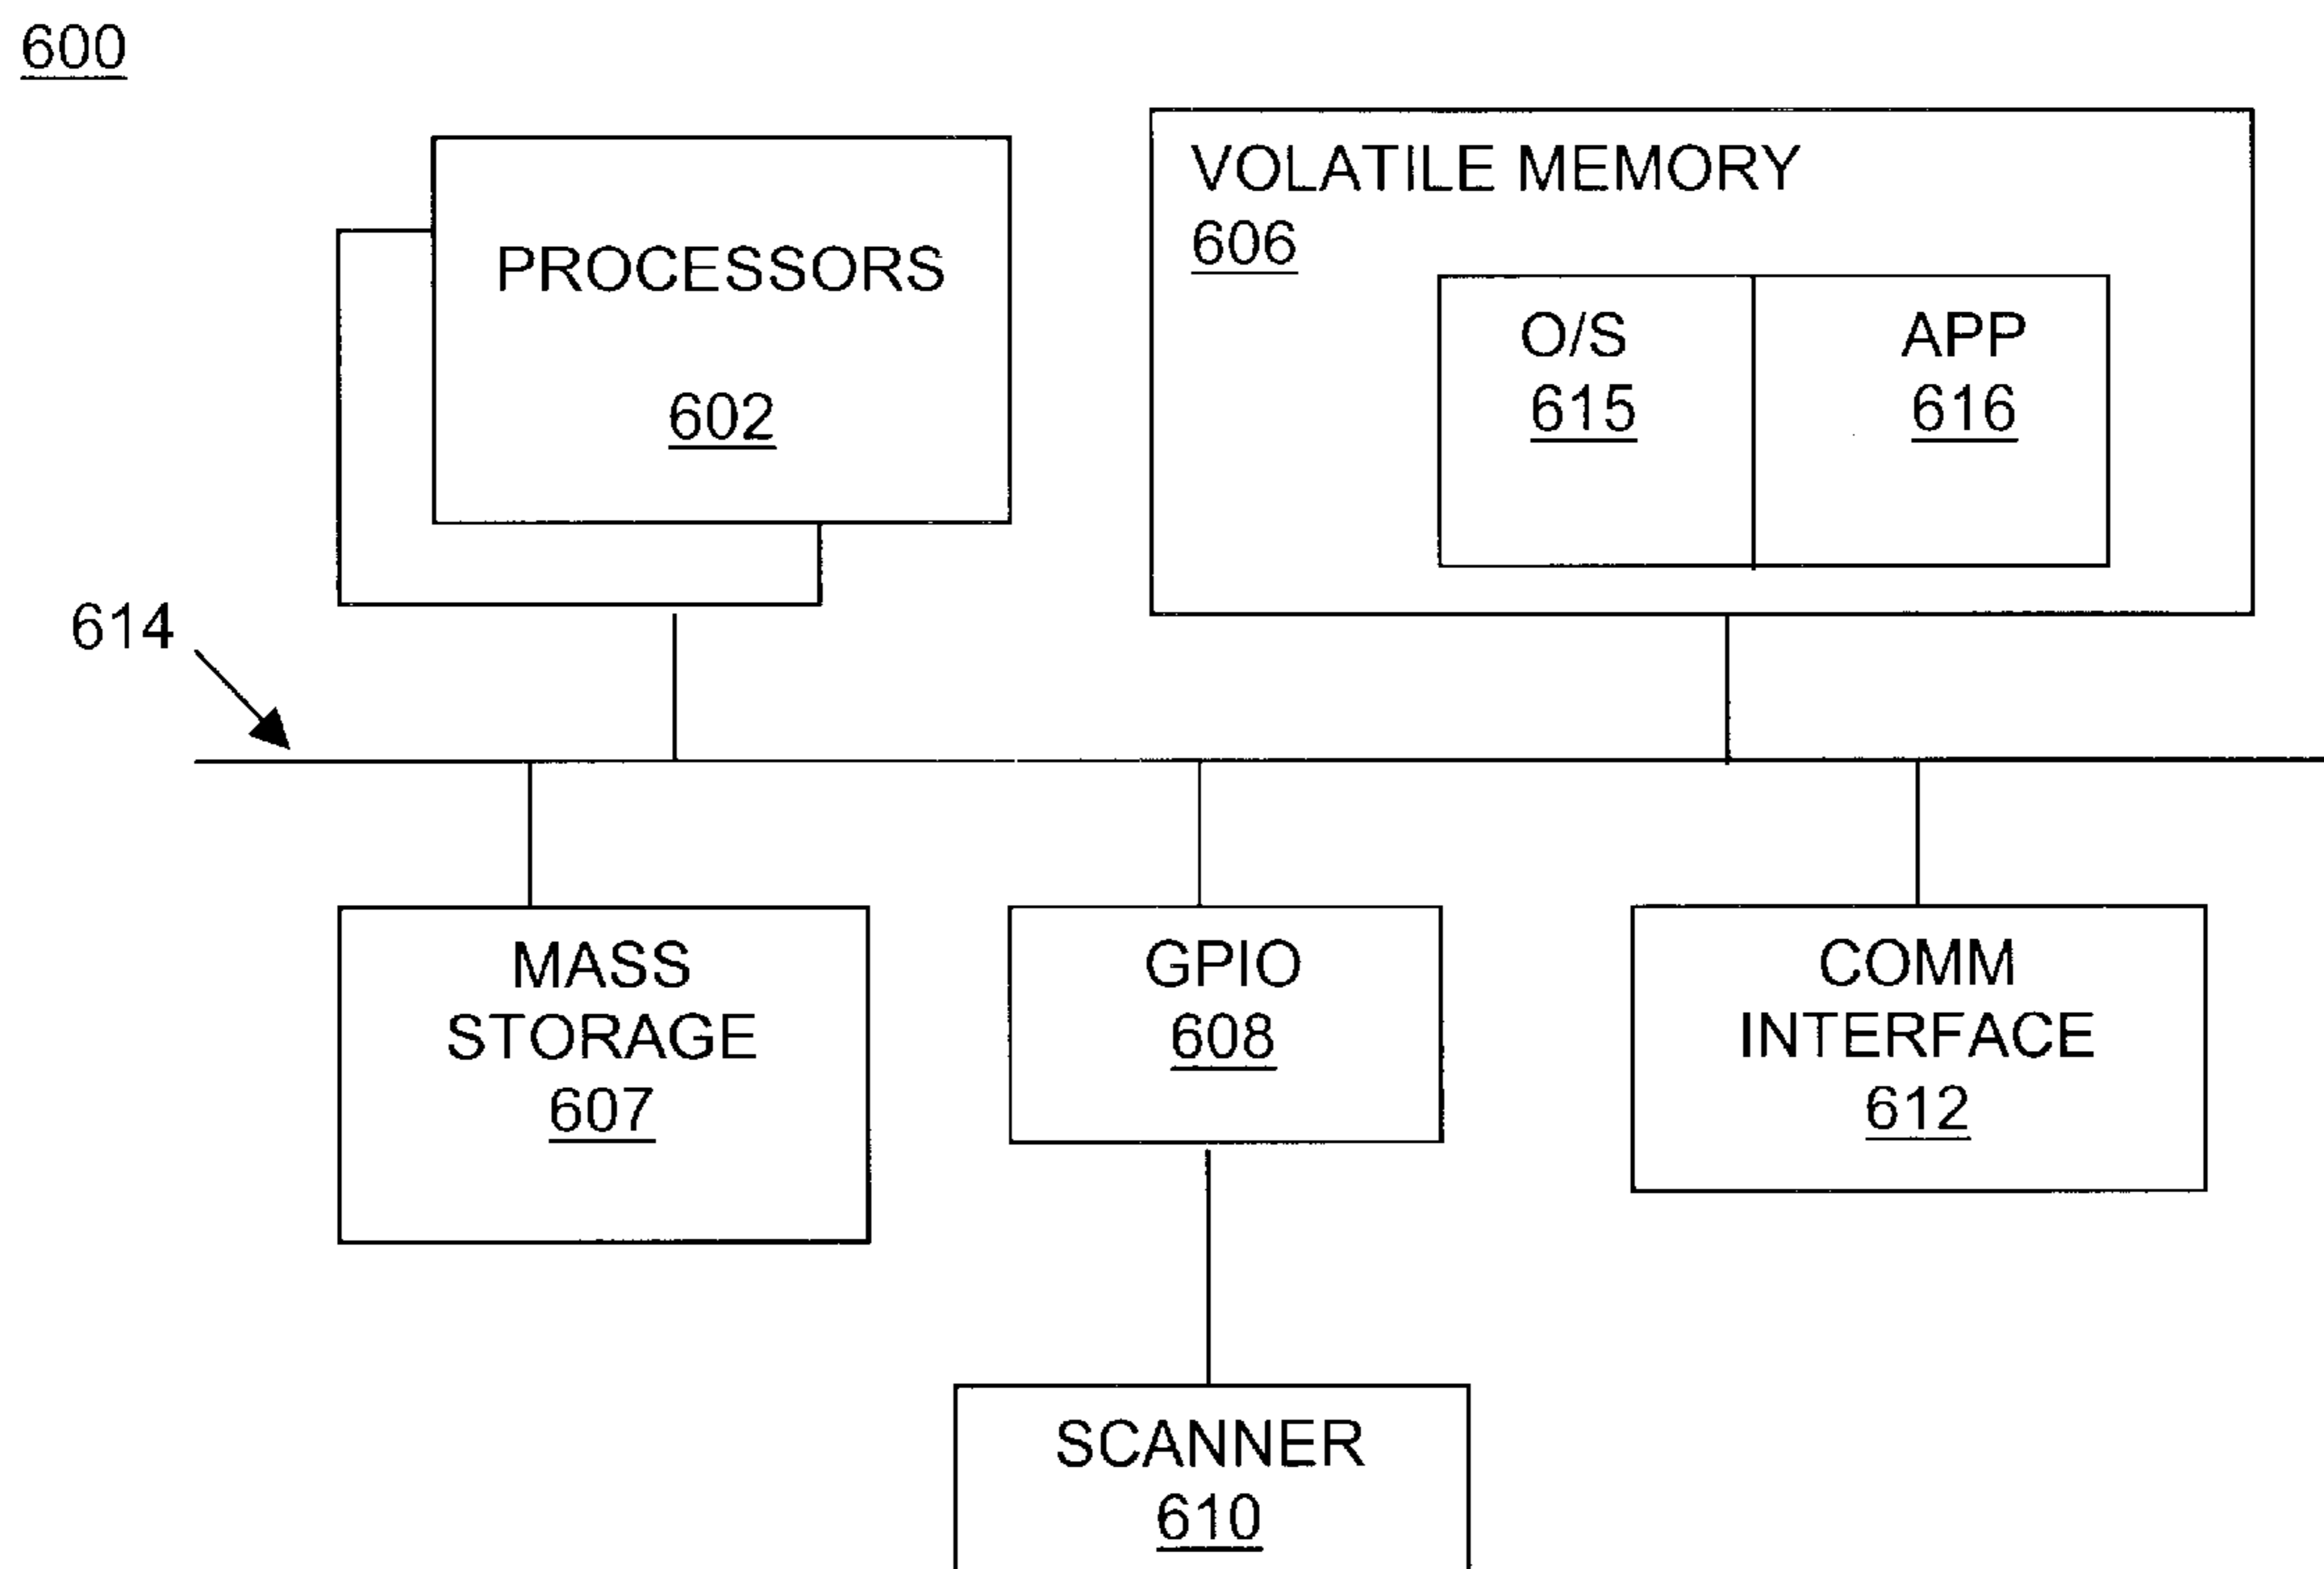 600
PROCESSORS
602
VOLATILE MEMORY
606
O/S
615
APP
616
614
MASS
STORAGE
607
GPIO
608
COMM
INTERFACE
612
SCANNER
610